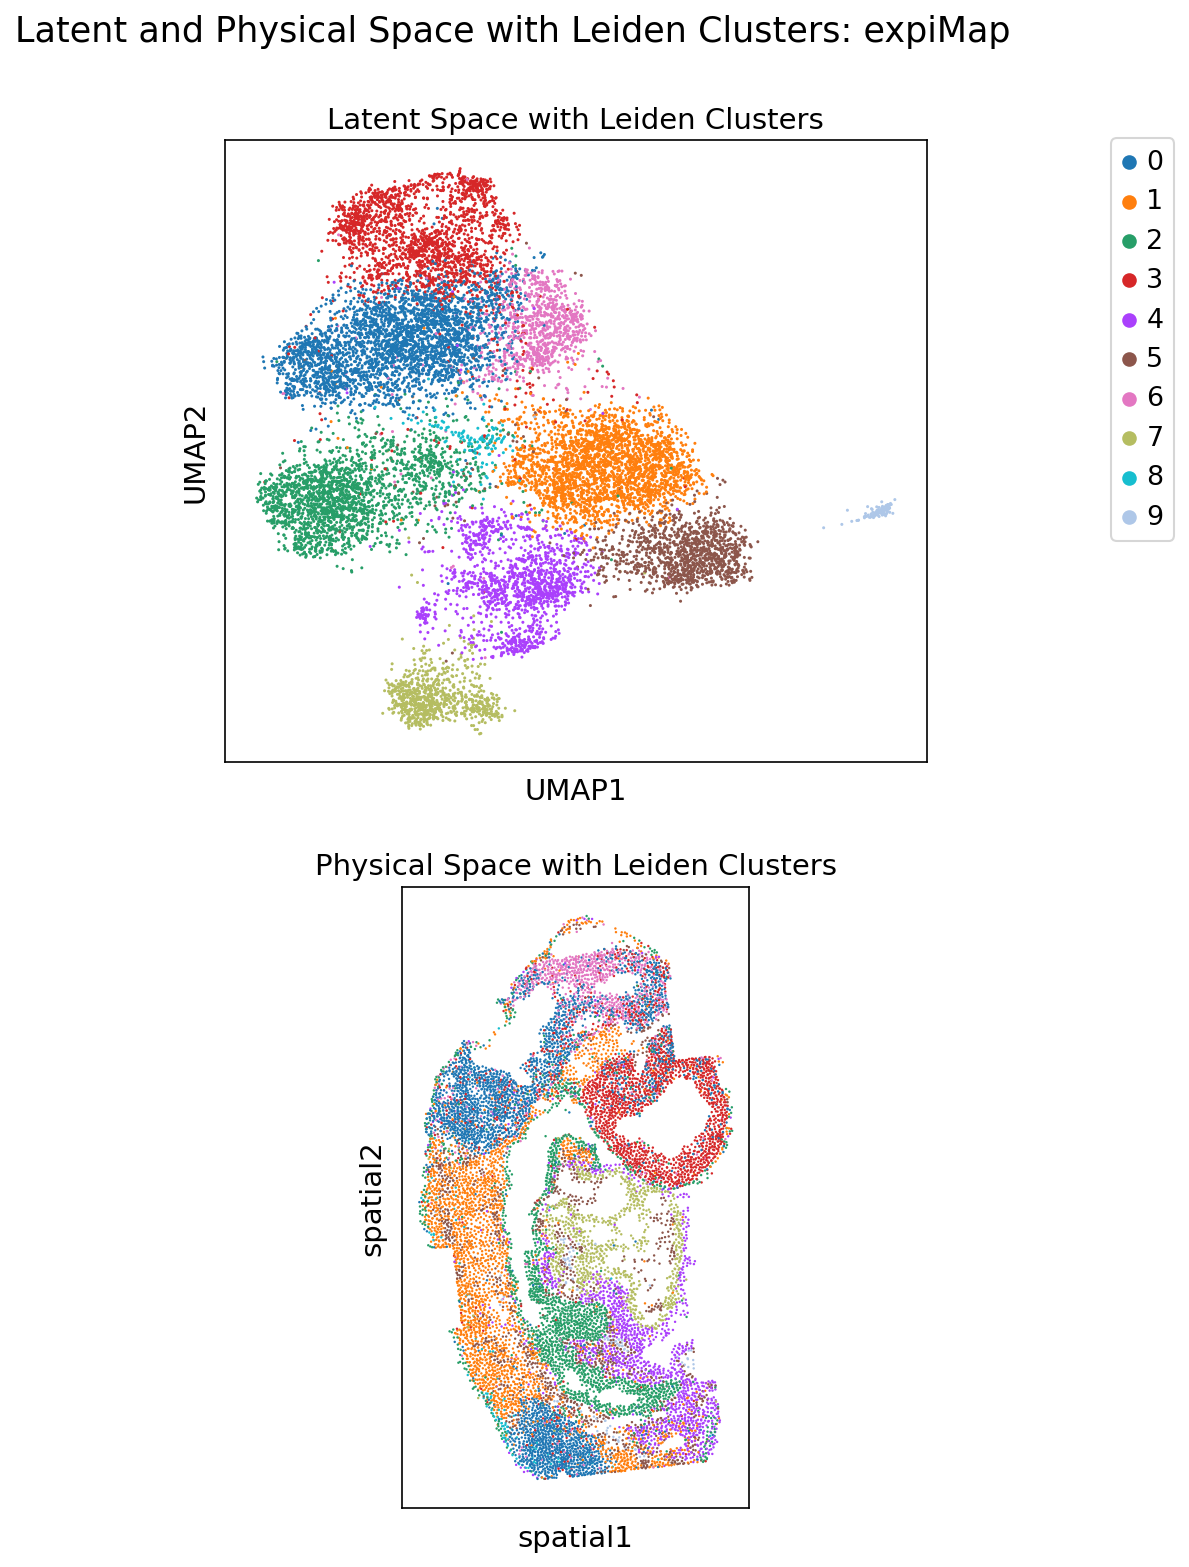 Latent and Physical Space with Leiden Clusters: expiMap
Latent Space with Leiden Clusters
0
1
2
3
4
5
6
7
8
9
UMAP2
UMAP1
Physical Space with Leiden Clusters
spatial2
spatial1